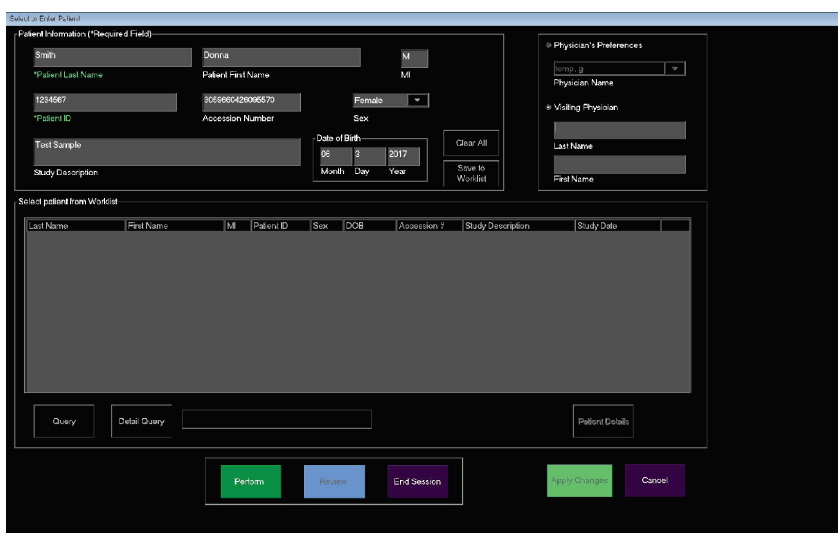 Select or Enter Patient
Patient Information (*Required Field)
Smith Donna M
*Patient Last Name Patient First Name MI
1234567 3059660426095570 Female
*Patient ID Accession Number Sex
Test Sample
Study Description
Date of Birth
06 3 2017
Month Day Year
Clear All
Save to
Worklist
Physician's Preferences
temp, g
Physician Name
Visiting Physician
Last Name
First Name
Select patient from Worklist
Last Name First Name MI Patient ID Sex DOB Accession # Study Description Study Date
Query Detail Query Patient Details
Perform Review End Session Apply Changes Cancel